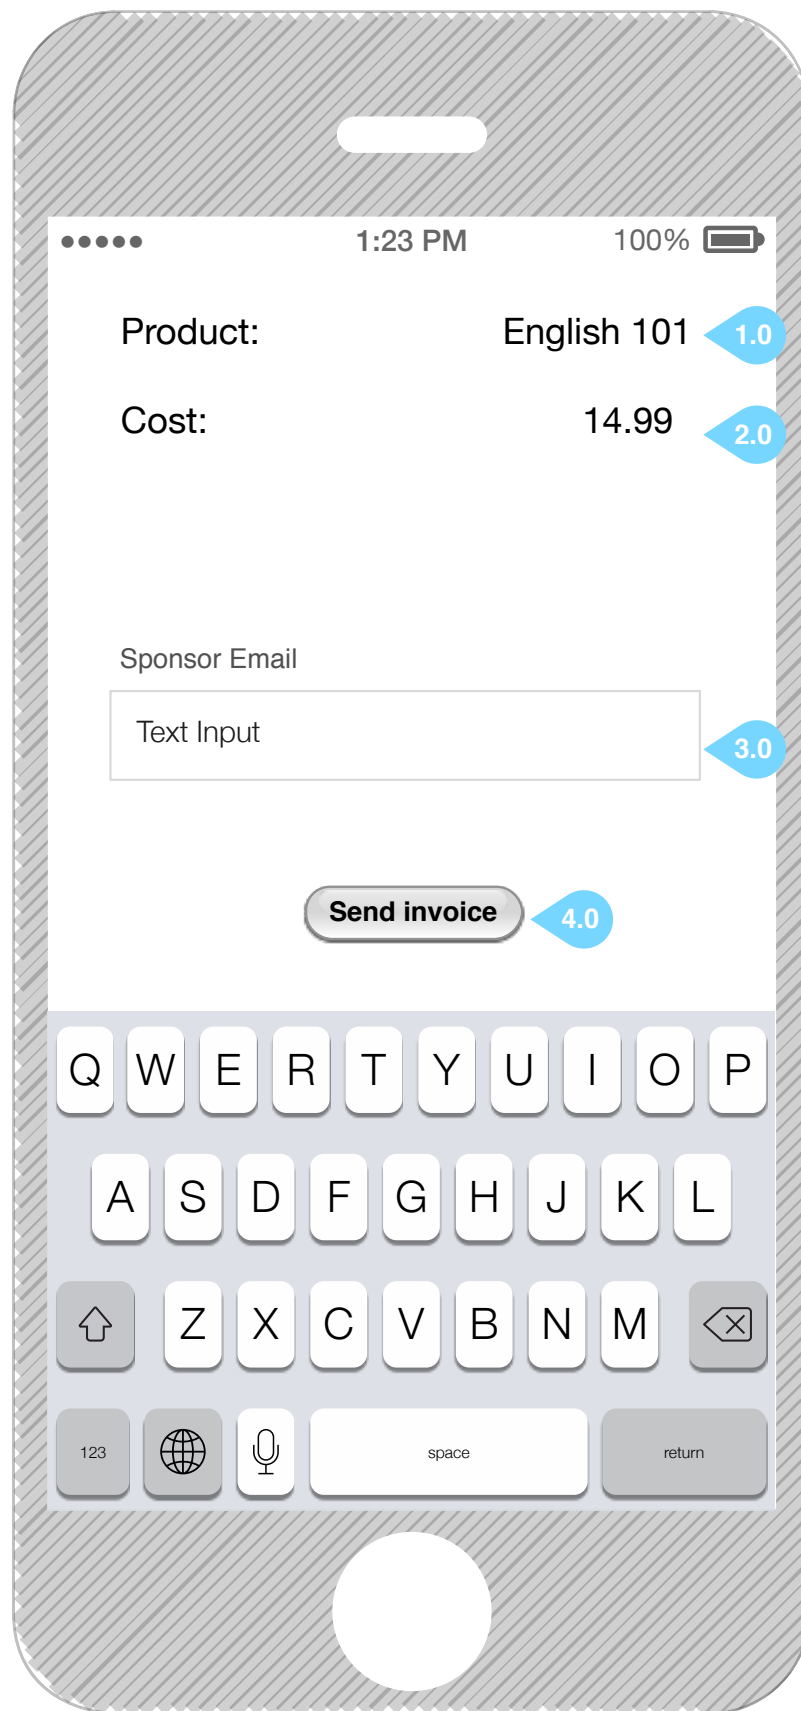 1:23 PM 100%
Product: English 101 1.0
Cost: 14.99 2.0
Sponsor Email
Text Input 3.0
Send invoice 4.0
Q W E R T Y U I O P
A S D F G H J K L
Z X C V B N M
123 space return